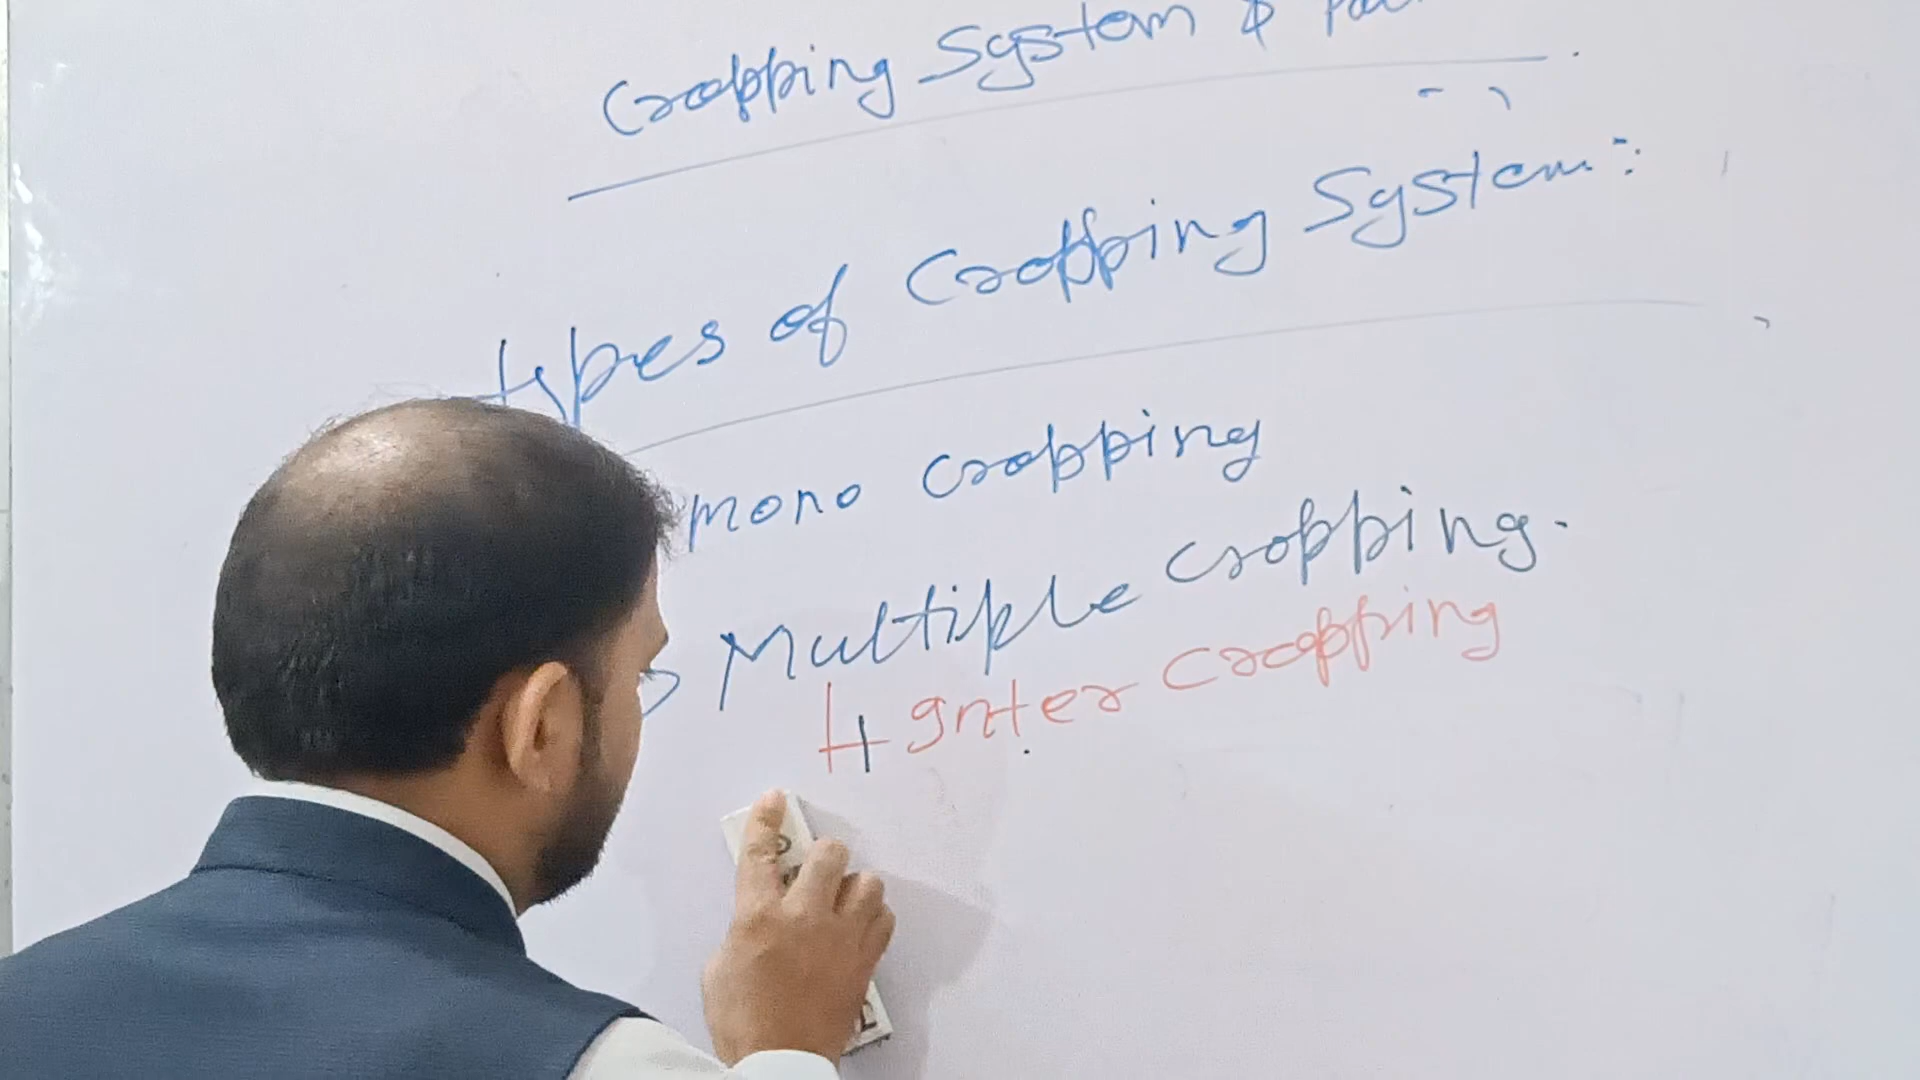 Cropping System &
types of Cropping System :
mono Cropping
Multiple cropping.
Inter Cropping